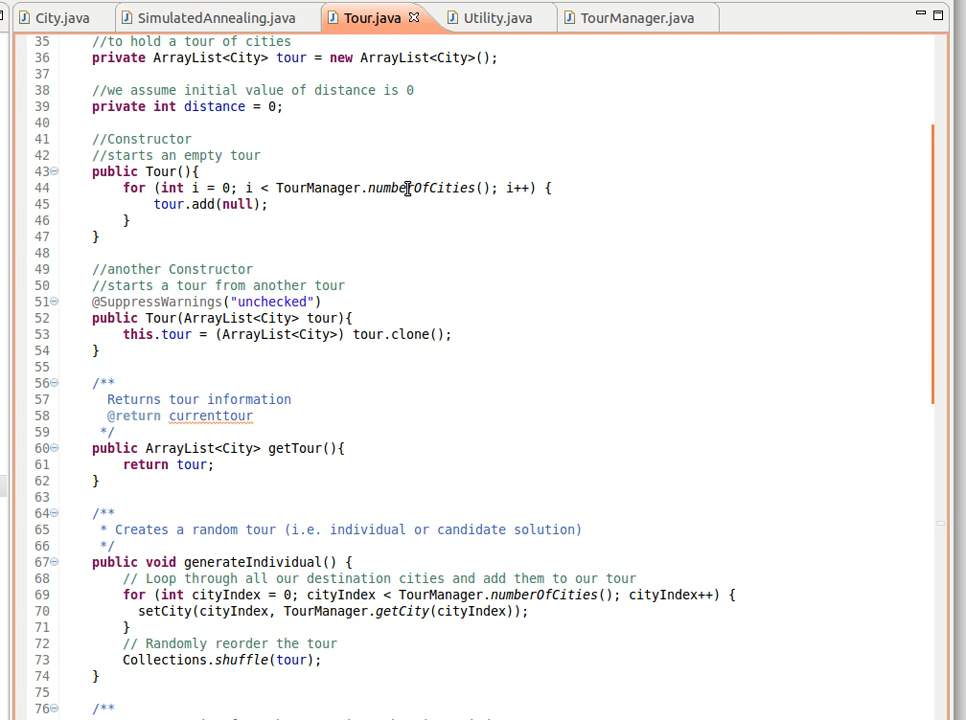 City.java SimulatedAnnealing.java Tour.java Utility.java TourManager.java
35 //to hold a tour of cities
36 private ArrayList<City> tour = new ArrayList<City>();
37
38 //we assume initial value of distance is 0
39 private int distance = 0;
40
41 //Constructor
42 //starts an empty tour
43 public Tour(){
44 for (int i = 0; i < TourManager.numberOfCities(); i++) {
45 tour.add(null);
46 }
47 }
48
49 //another Constructor
50 //starts a tour from another tour
51 @SuppressWarnings("unchecked")
52 public Tour(ArrayList<City> tour){
53 this.tour = (ArrayList<City>) tour.clone();
54 }
55
56 /**
57 Returns tour information
58 @return currenttour
59 */
60 public ArrayList<City> getTour(){
61 return tour;
62 }
63
64 /**
65 * Creates a random tour (i.e. individual or candidate solution)
66 */
67 public void generateIndividual() {
68 // Loop through all our destination cities and add them to our tour
69 for (int cityIndex = 0; cityIndex < TourManager.numberOfCities(); cityIndex++) {
70 setCity(cityIndex, TourManager.getCity(cityIndex));
71 }
72 // Randomly reorder the tour
73 Collections.shuffle(tour);
74 }
75
76 /**